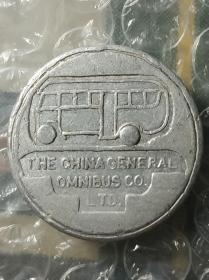 THE CHINA GENERAL
OMNIBUS CO.
LTD.